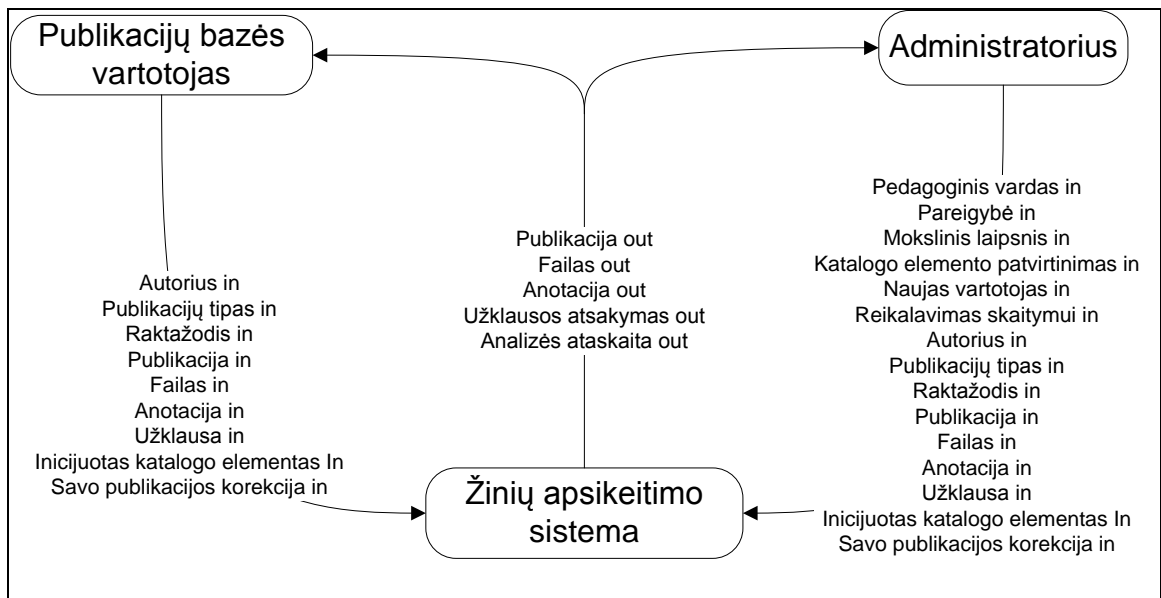 Publikacijų bazės
vartotojas
Administratorius
Pedagoginis vardas in
Pareigybė in
Mokslinis laipsnis in
Katalogo elemento patvirtinimas in
Naujas vartotojas in
Reikalavimas skaitymui in
Autorius in
Publikacijų tipas in
Raktažodis in
Publikacija in
Failas in
Anotacija in
Užklausa in
Inicijuotas katalogo elementas In
Savo publikacijos korekcija in
Publikacija out
Failas out
Anotacija out
Užklausos atsakymas out
Analizės ataskaita out
Autorius in
Publikacijų tipas in
Raktažodis in
Publikacija in
Failas in
Anotacija in
Užklausa in
Inicijuotas katalogo elementas In
Savo publikacijos korekcija in
Žinių apsikeitimo
sistema